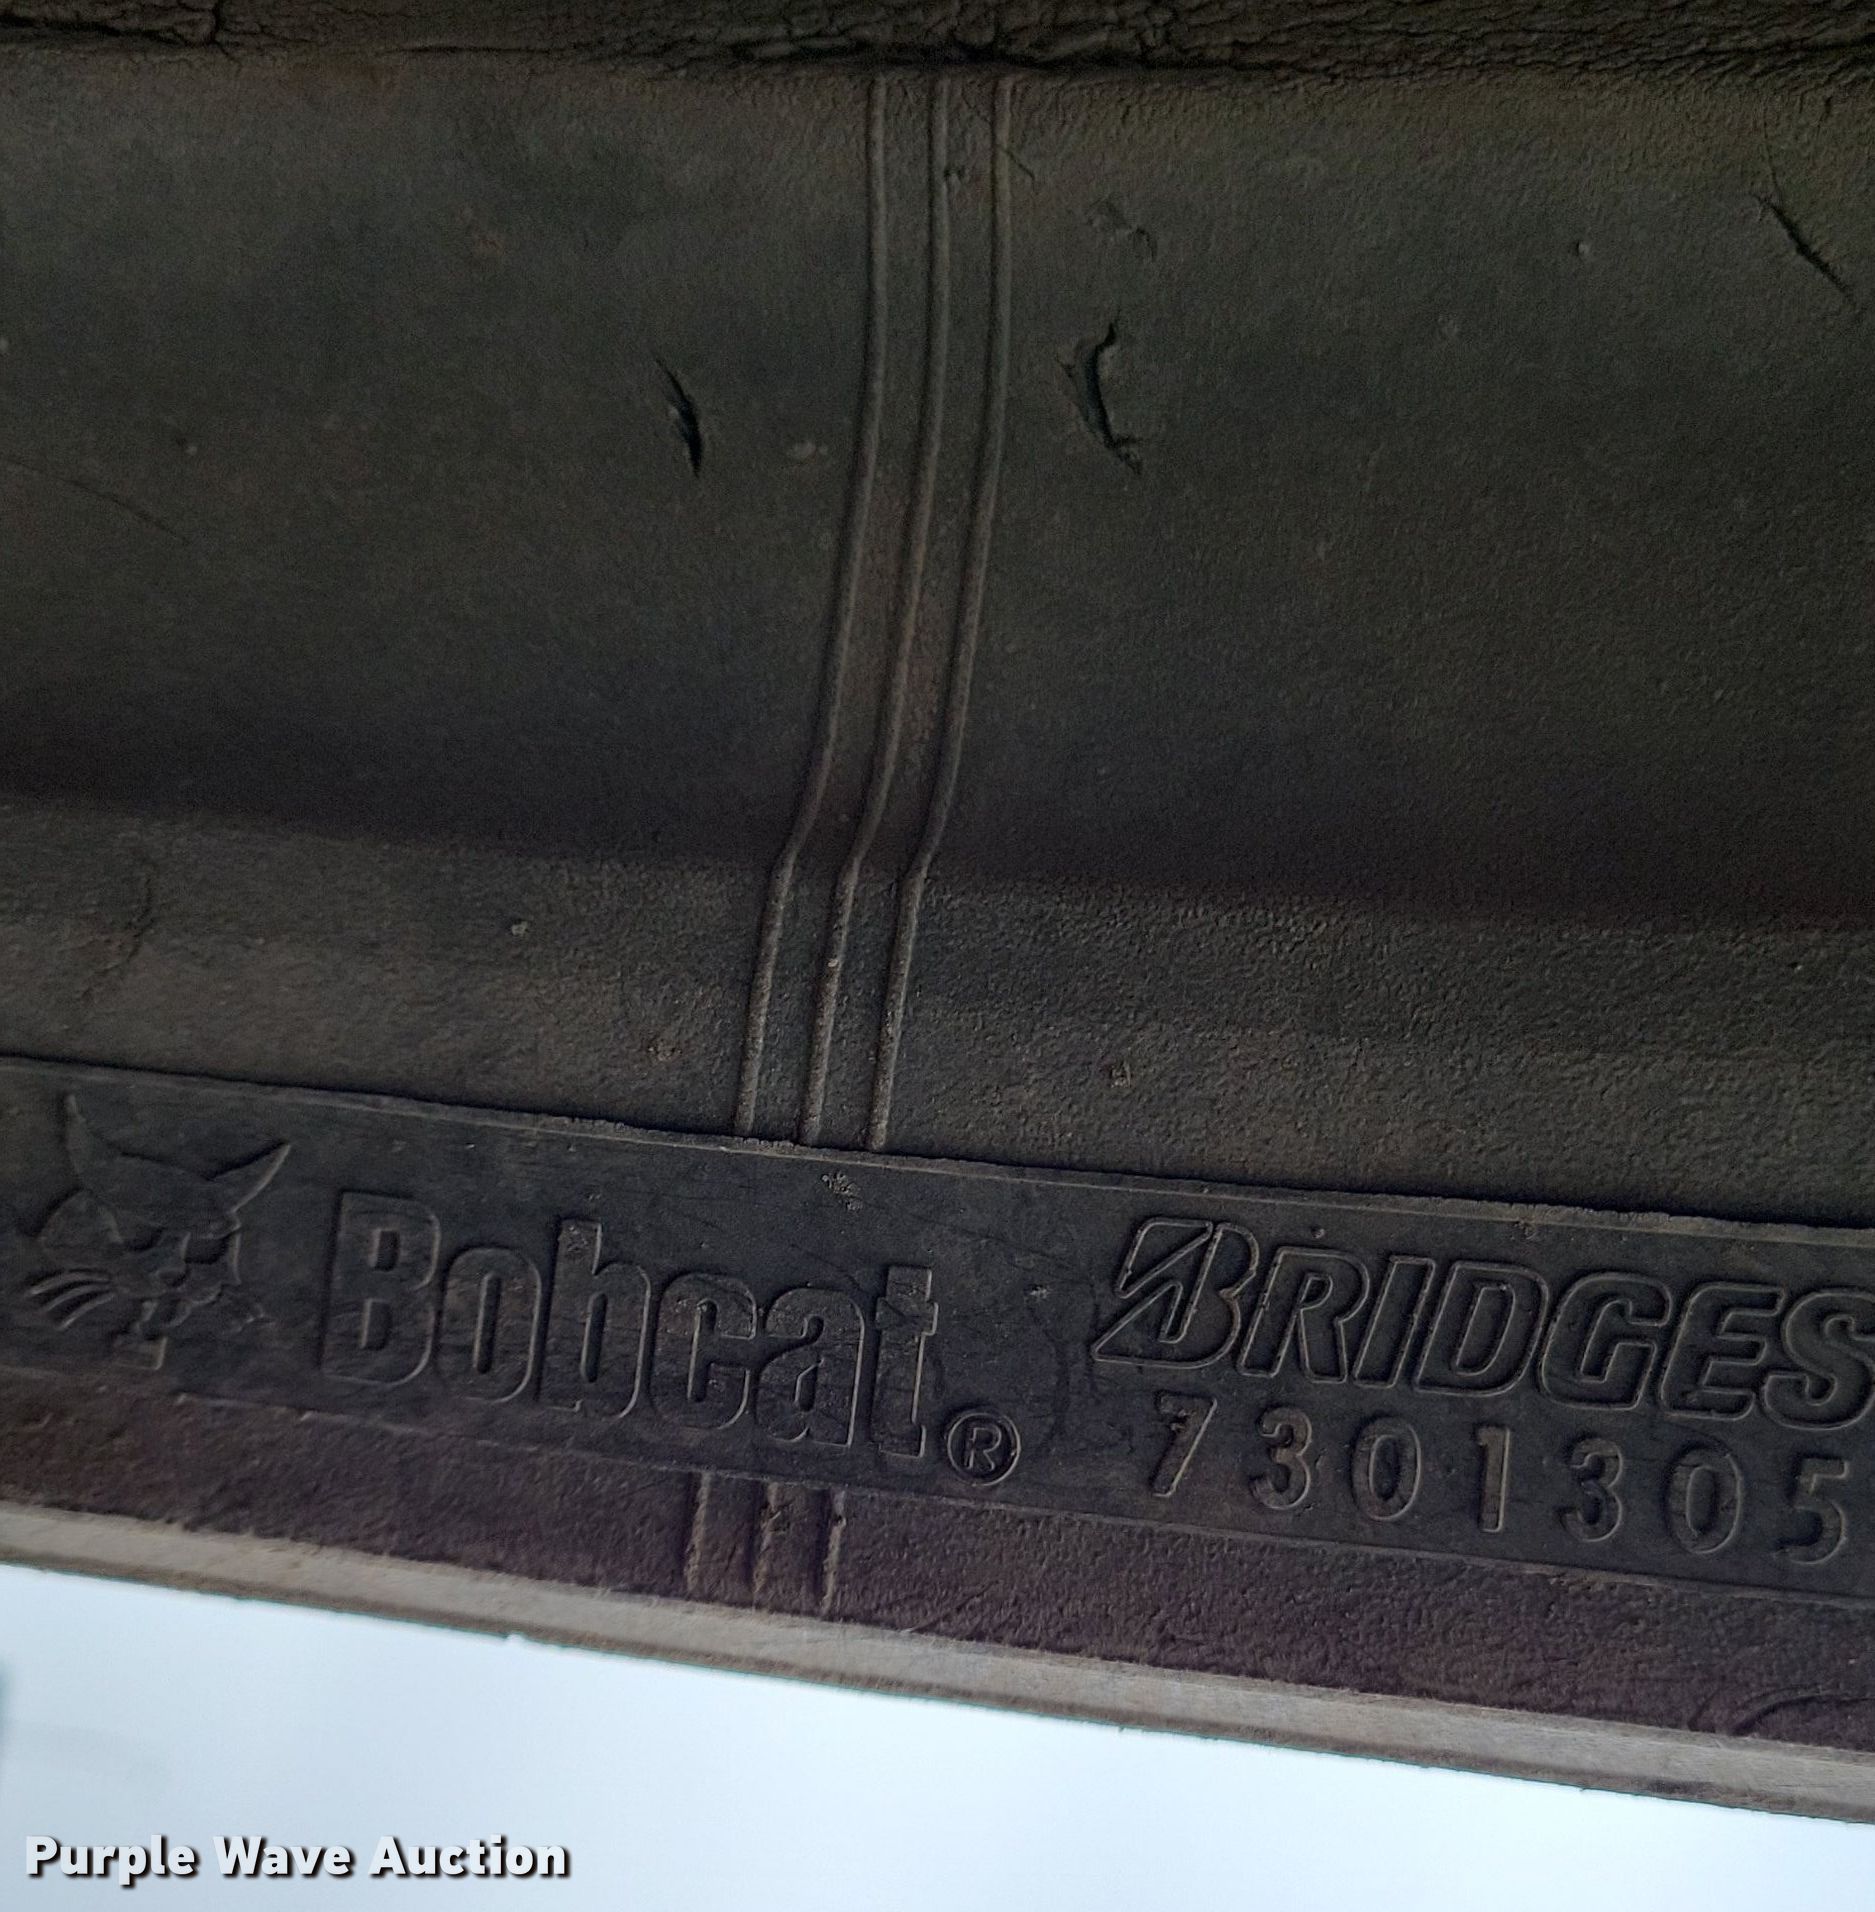 Bobcat® BRIDGES
7301305
Purple Wave Auction